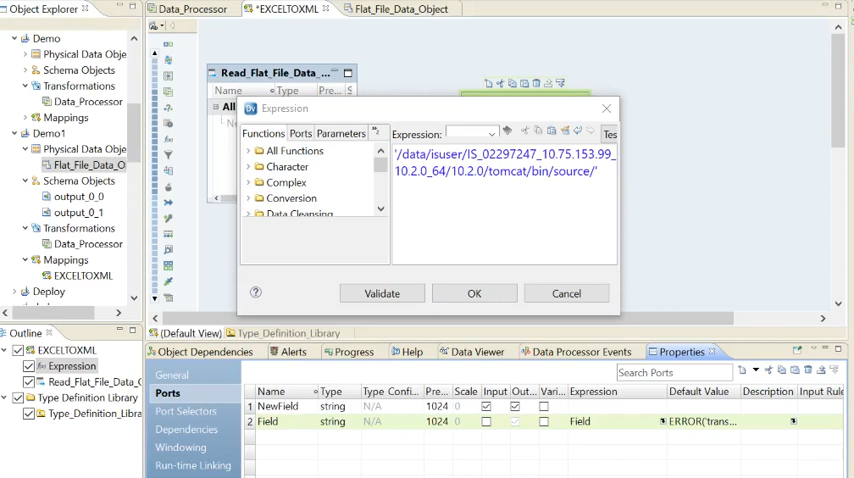 Object Explorer
Data_Processor
*EXCELTOXML
Flat_File_Data_Object
Demo
Physical Data Obje
Schema Objects
Transformations
Data_Processor
Mappings
Demo1
Physical Data Obje
Flat_File_Data_O
Schema Objects
output_0_0
output_0_1
Transformations
Data_Processor
Mappings
EXCELTOXML
Deploy
Read_Flat_File_Data_...
Name
Type
Pre
S
All
Ne
Dv
Expression
Functions
Ports
Parameters
Expression:
Tes
All Functions
Character
Complex
Conversion
Data Cleansing
'/data/isuser/IS_02297247_10.75.153.99_
10.2.0_64/10.2.0/tomcat/bin/source/'
Validate
OK
Cancel
(Default View)
Type_Definition_Library
Outline
EXCELTOXML
Expression
Read_Flat_File_Data_O
Type Definition Library
Type_Definition_Libra
Object Dependencies
Alerts
Progress
Help
Data Viewer
Data Processor Events
Properties
General
Ports
Port Selectors
Dependencies
Windowing
Run-time Linking
Search Ports
Name Type Type Confi... Pre... Scale Input Out... Vari... Expression Default Value Description Input Rule
1 NewField string N/A 1024 0
2 Field string N/A 1024 0 Field ERROR('trans...